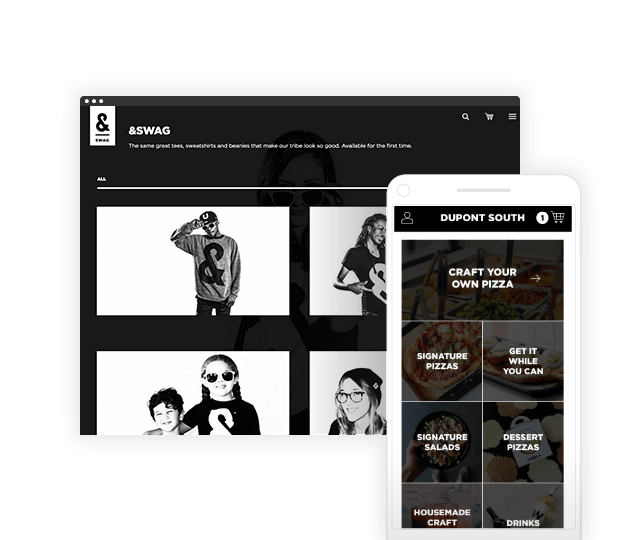 &
SWAG
&SWAG
The same great tees, sweatshirts and beanies that make our tribe look so good. Available for the first time.
ALL
&
&
DUPONT SOUTH
1
CRAFT YOUR
OWN PIZZA
SIGNATURE
PIZZAS
GET IT
WHILE
YOU CAN
SIGNATURE
SALADS
DESSERT
PIZZAS
HOUSEMADE
CRAFT
DRINKS